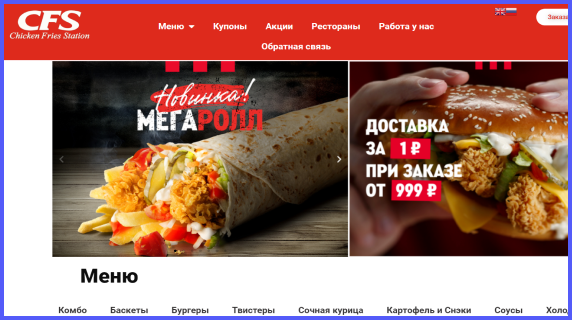 CFS
Chicken Fries Station
Меню
Купоны
Акции
Рестораны
Работа у нас
Обратная связь
Новинка!
МЕГАРОЛЛ
ДОСТАВКА
ЗА 1 ₽
ПРИ ЗАКАЗЕ
ОТ 999 ₽
Меню
Комбо
Баскеты
Бургеры
Твистеры
Сочная курица
Картофель и Снэки
Соусы